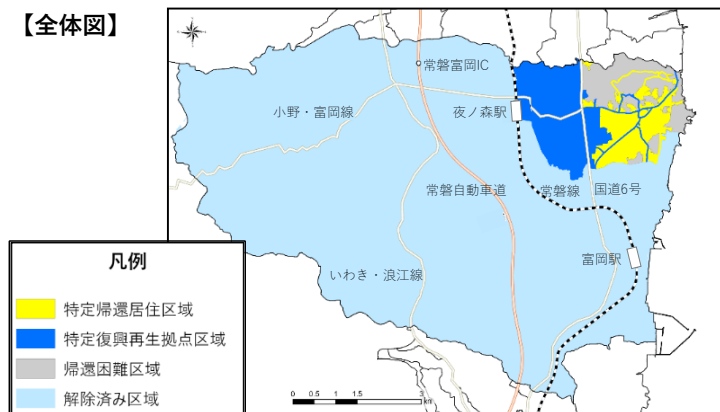 【全体図】
常磐富岡IC
小野・富岡線
夜ノ森駅
常磐自動車道
常磐線
国道6号
富岡駅
いわき・浪江線
凡例
特定帰還居住区域
特定復興再生拠点区域
帰還困難区域
解除済み区域
0 0.5 1 1.5 3
km